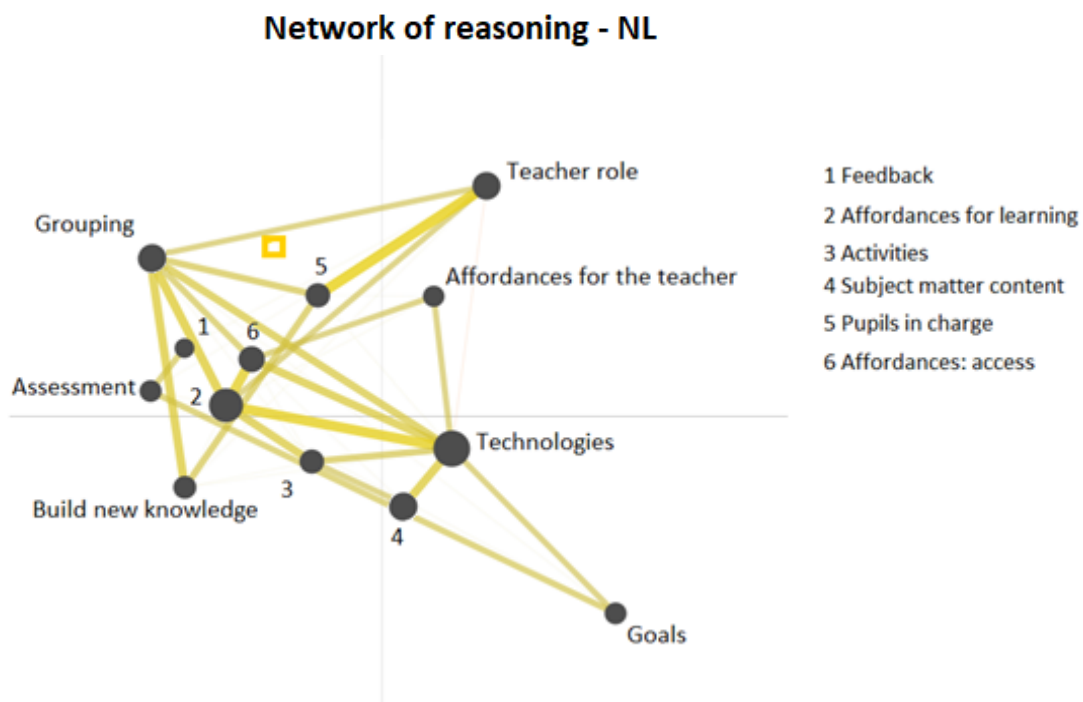 Network of reasoning - NL
Teacher role
Grouping
5
Affordances for the teacher
1
6
Assessment
2
Technologies
3
Build new knowledge
4
Goals
1 Feedback
2 Affordances for learning
3 Activities
4 Subject matter content
5 Pupils in charge
6 Affordances: access